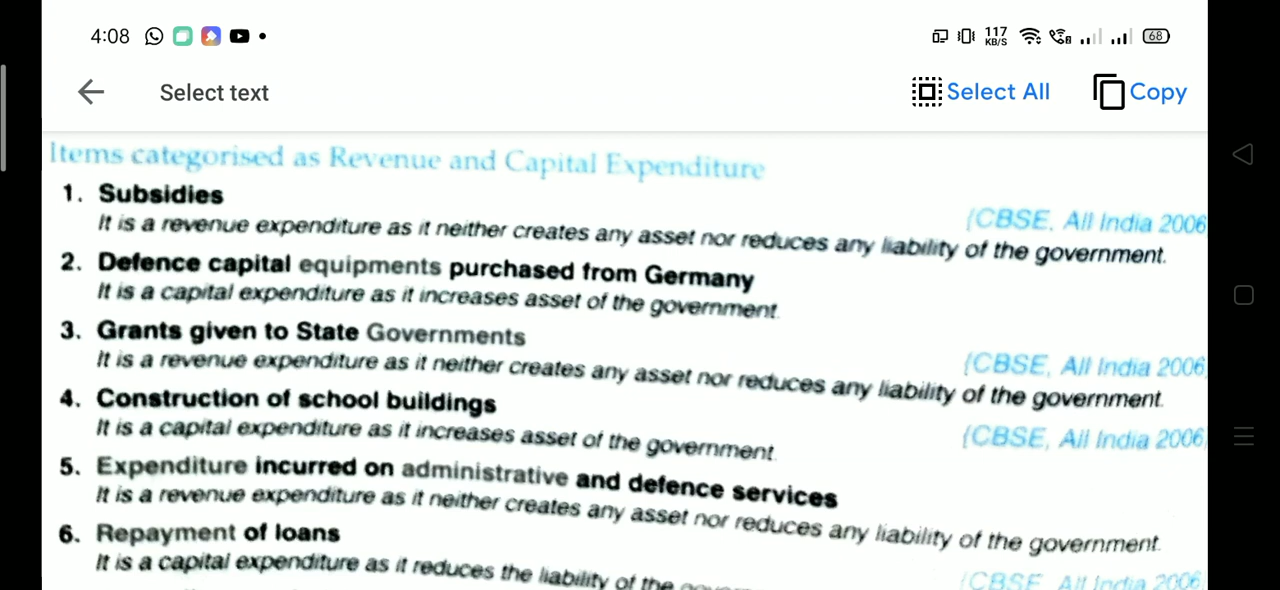 4:08
117 KB/S
68
Select text
Select All
Copy
Items categorised as Revenue and Capital Expenditure
1. Subsidies
(CBSE, All India 2006
It is a revenue expenditure as it neither creates any asset nor reduces any liability of the government.
2. Defence capital equipments purchased from Germany
It is a capital expenditure as it increases asset of the government.
3. Grants given to State Governments
(CBSE, All India 2006)
It is a revenue expenditure as it neither creates any asset nor reduces any liability of the government.
4. Construction of school buildings
(CBSE, All India 2006)
It is a capital expenditure as it increases asset of the government.
5. Expenditure incurred on administrative and defence services
It is a revenue expenditure as it neither creates any asset nor reduces any liability of the government.
6. Repayment of loans
(CBSE, All India 2006)
It is a capital expenditure as it reduces the liability of the